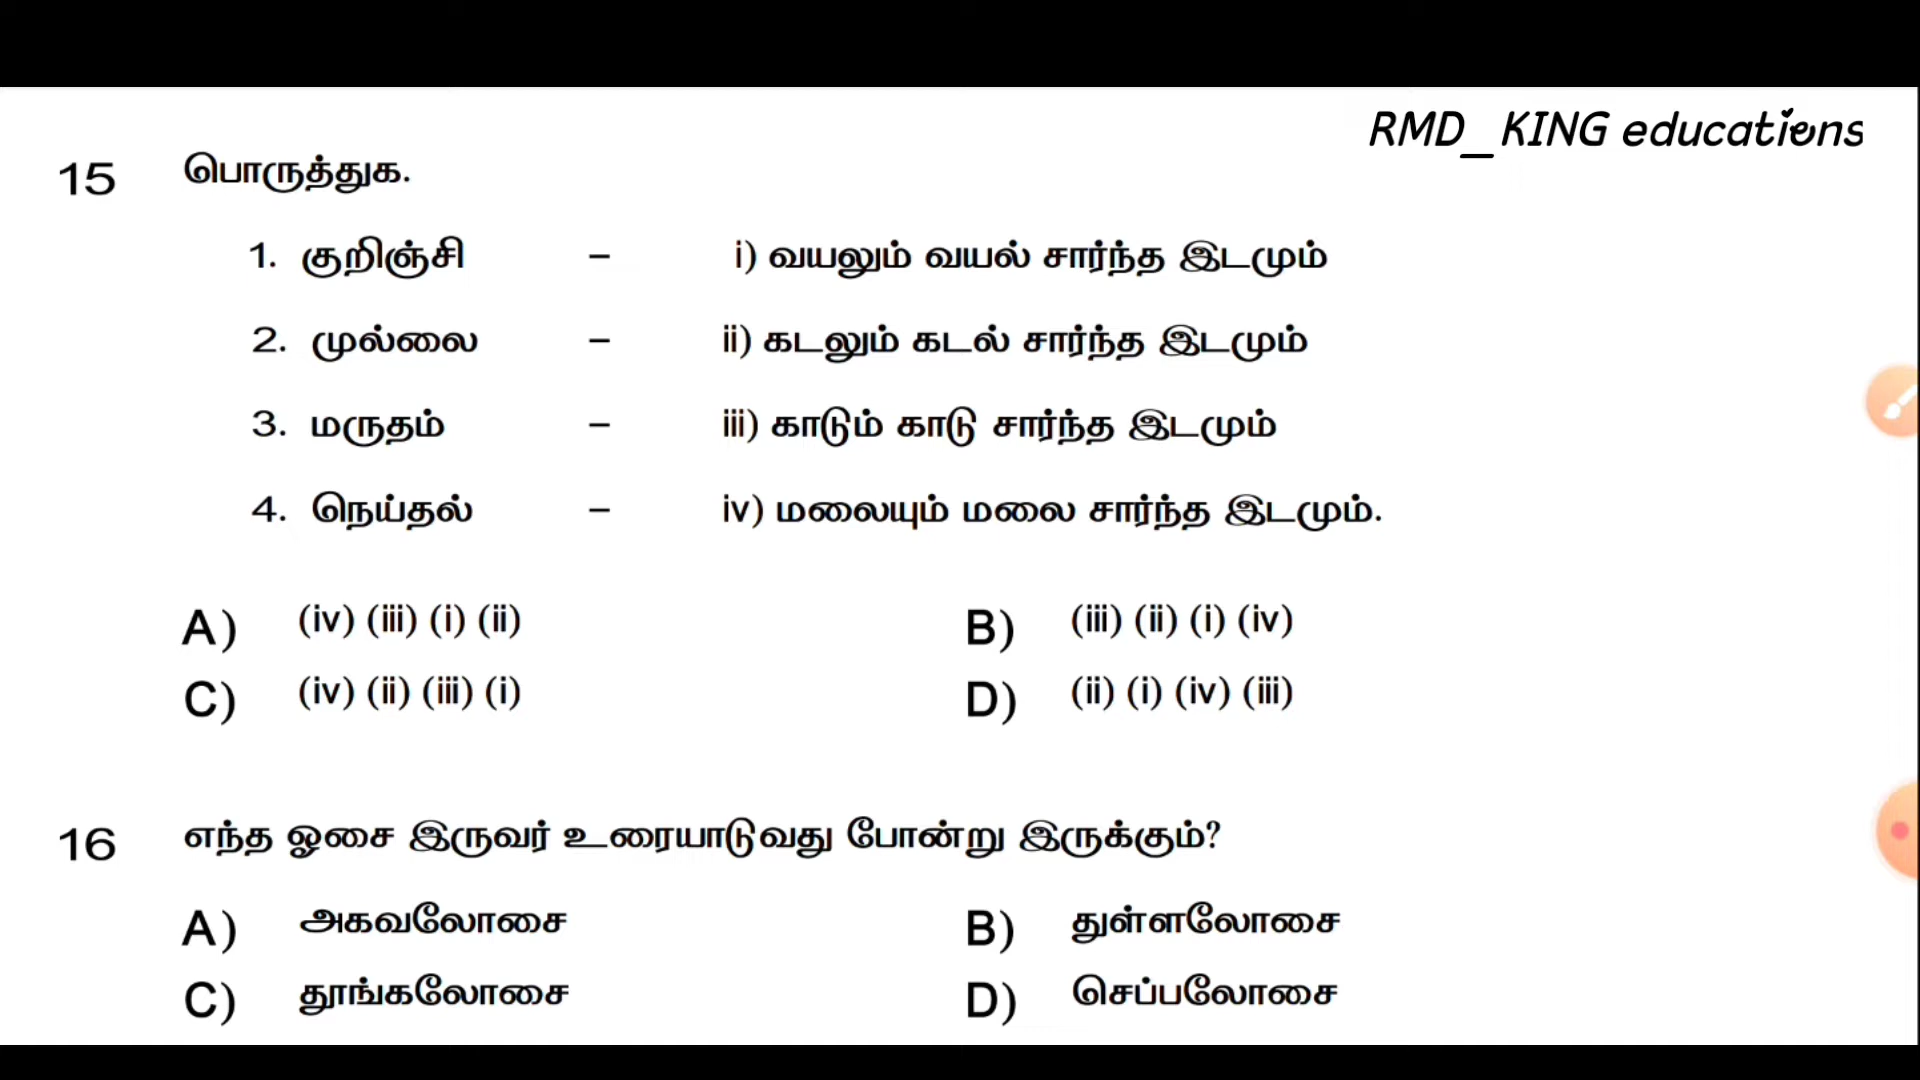 RMD_KING educations
15 பொருத்துக.
1. குறிஞ்சி – i) வயலும் வயல் சார்ந்த இடமும்
2. முல்லை – ii) கடலும் கடல் சார்ந்த இடமும்
3. மருதம் – iii) காடும் காடு சார்ந்த இடமும்
4. நெய்தல் – iv) மலையும் மலை சார்ந்த இடமும்.
A) (iv) (iii) (i) (ii) B) (iii) (ii) (i) (iv)
C) (iv) (ii) (iii) (i) D) (ii) (i) (iv) (iii)
16 எந்த ஓசை இருவர் உரையாடுவது போன்று இருக்கும்?
A) அகவலோசை B) துள்ளலோசை
C) தூங்கலோசை D) செப்பலோசை